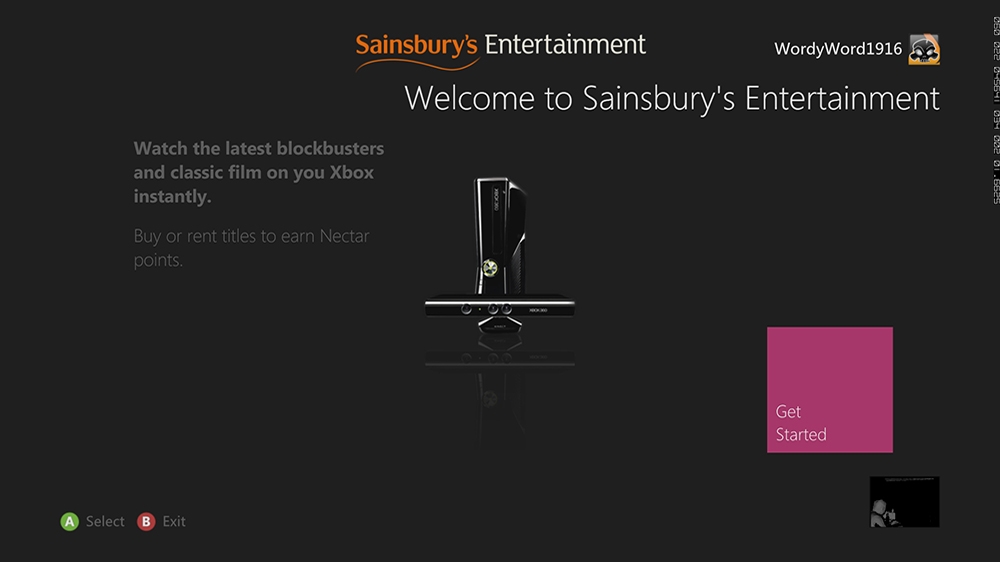 Sainsbury's Entertainment
WordyWord1916
Welcome to Sainsbury's Entertainment
Watch the latest blockbusters
and classic film on you Xbox
instantly.
Buy or rent titles to earn Nectar
points.
XBOX 360
Get
Started
A Select B Exit